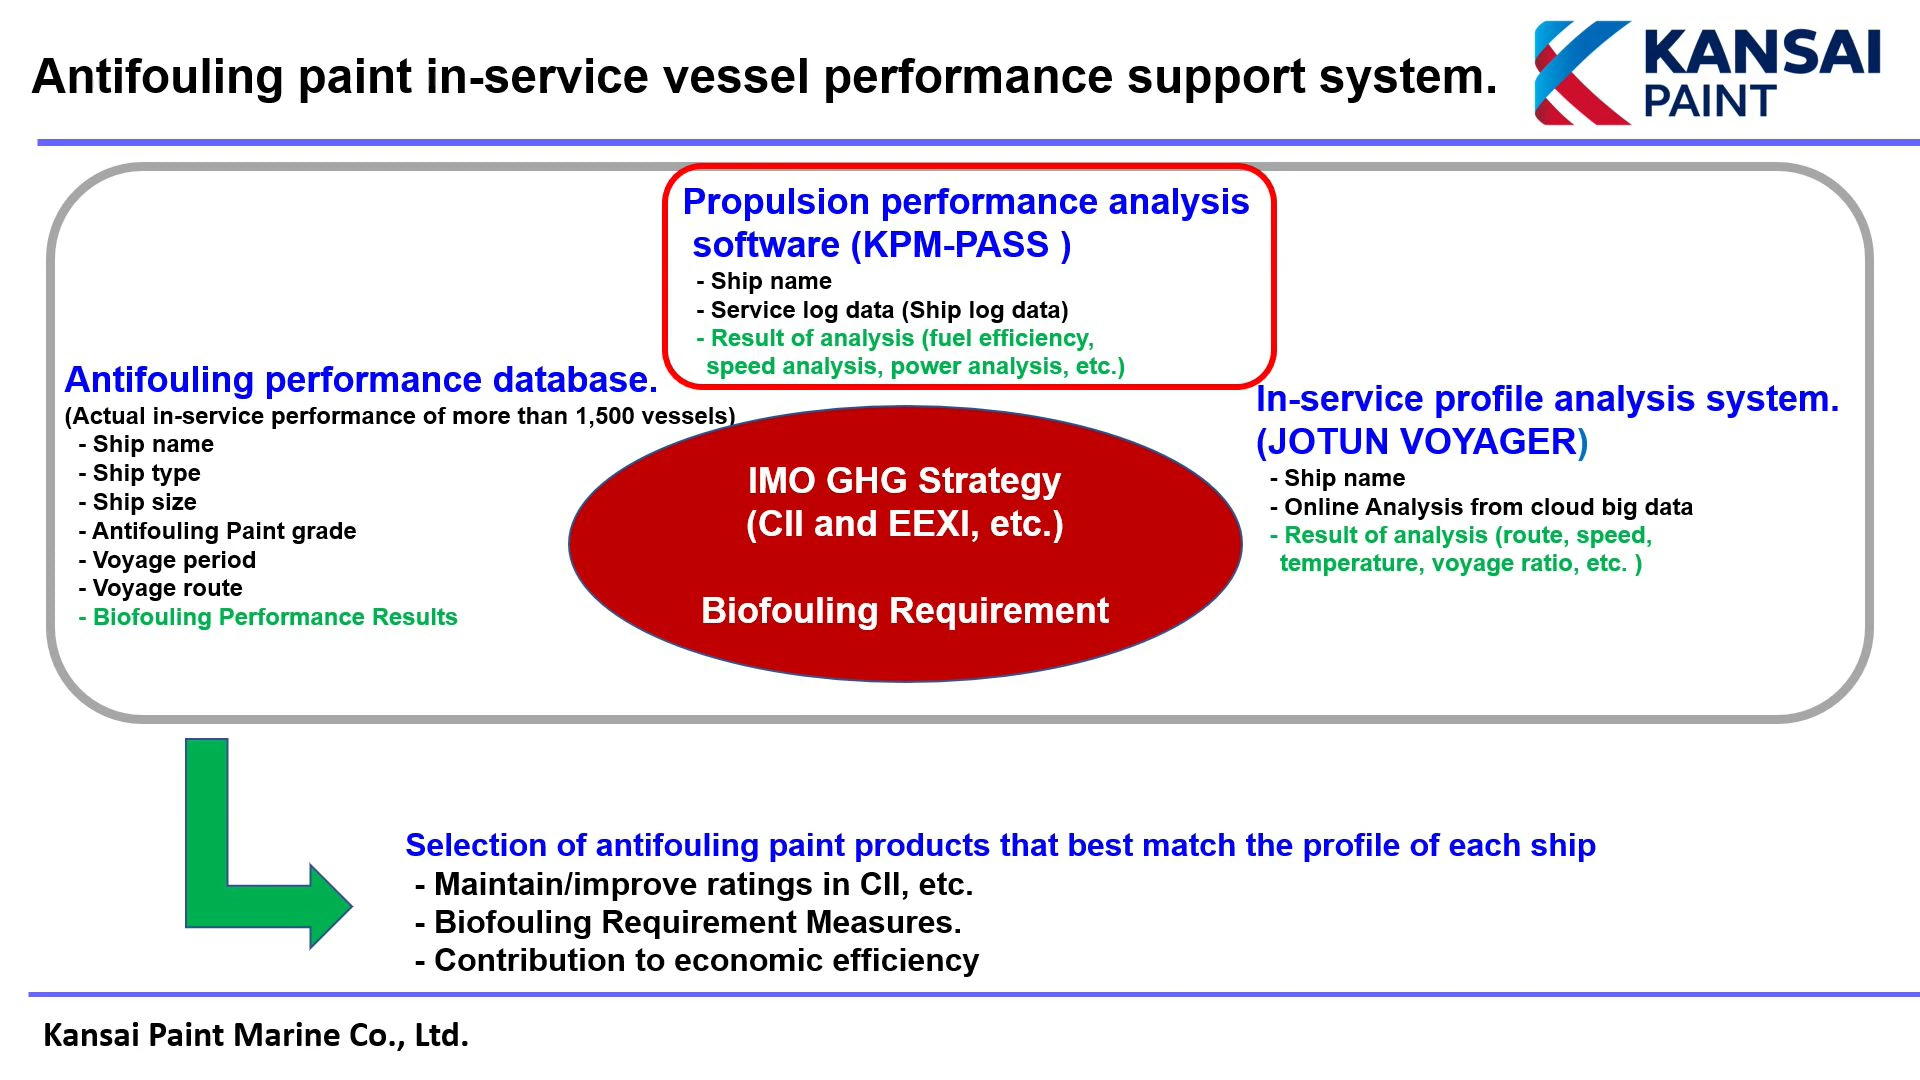 Antifouling paint in-service vessel performance support system.
KANSAI
PAINT
Propulsion performance analysis
software (KPM-PASS )
- Ship name
- Service log data (Ship log data)
- Result of analysis (fuel efficiency,
speed analysis, power analysis, etc.)
Antifouling performance database.
(Actual in-service performance of more than 1,500 vessels)
- Ship name
- Ship type
- Ship size
- Antifouling Paint grade
- Voyage period
- Voyage route
- Biofouling Performance Results
IMO GHG Strategy
(CII and EEXI, etc.)
Biofouling Requirement
In-service profile analysis system.
(JOTUN VOYAGER)
- Ship name
- Online Analysis from cloud big data
- Result of analysis (route, speed,
temperature, voyage ratio, etc. )
Selection of antifouling paint products that best match the profile of each ship
- Maintain/improve ratings in CII, etc.
- Biofouling Requirement Measures.
- Contribution to economic efficiency
Kansai Paint Marine Co., Ltd.